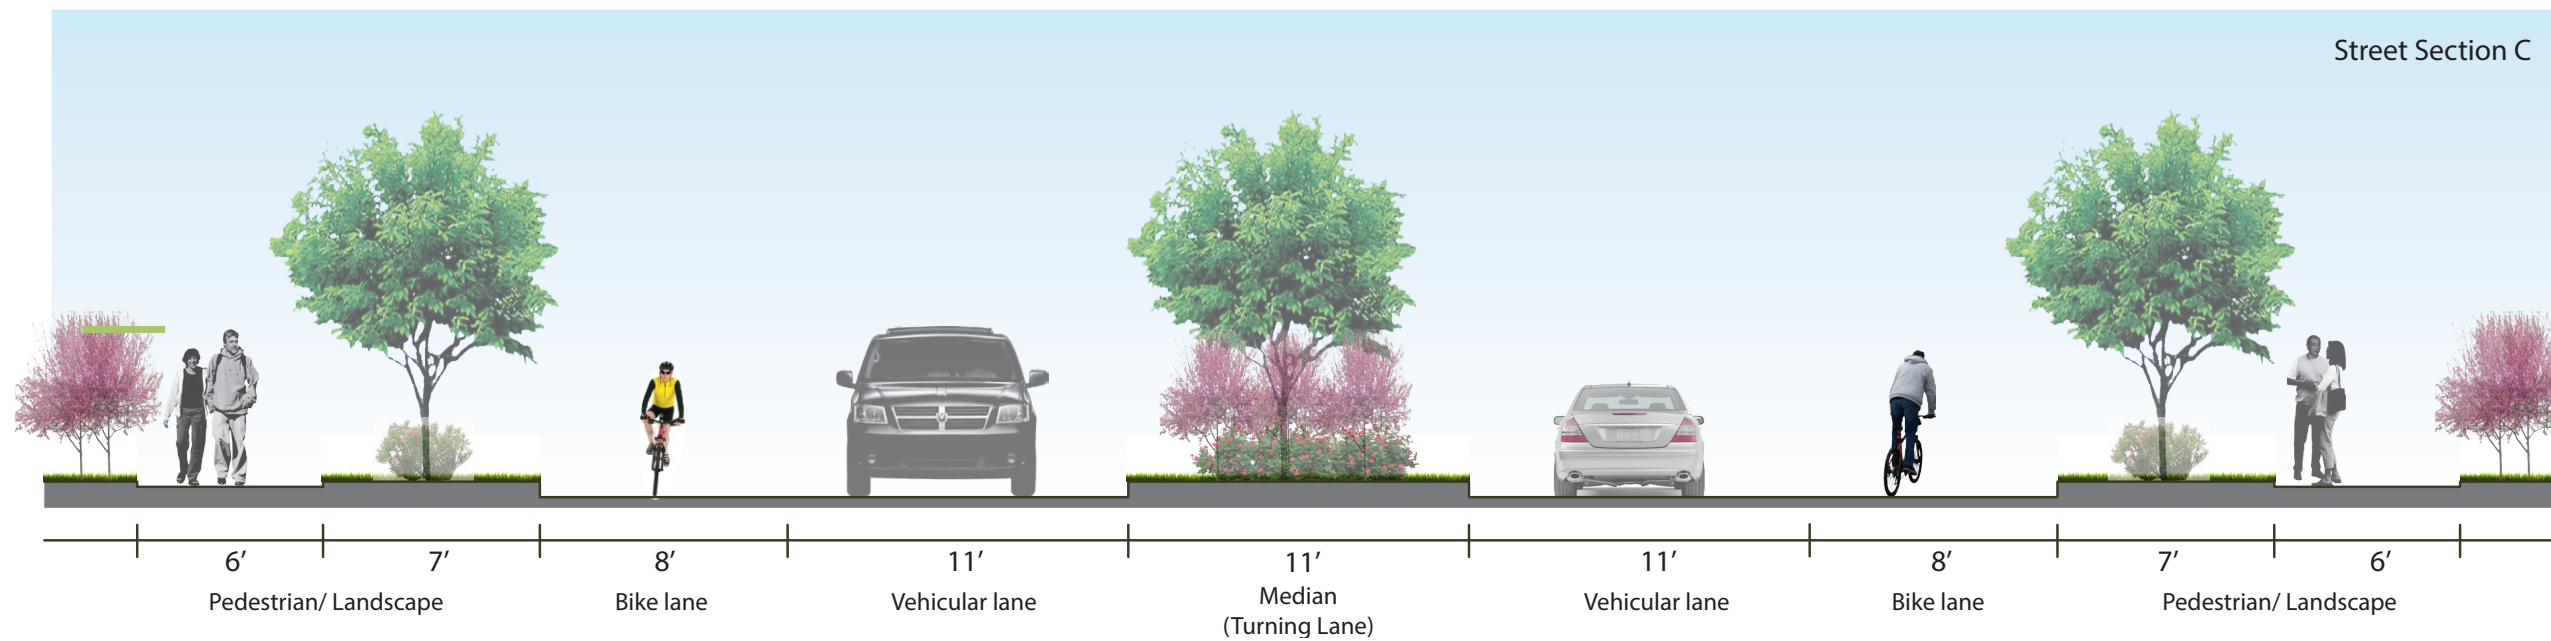 Street Section C
6’ 7’ 8’ 11’ 11’ 11’ 8’ 7’ 6’
Pedestrian/ Landscape Bike lane Vehicular lane Median Vehicular lane Bike lane Pedestrian/ Landscape
(Turning Lane)